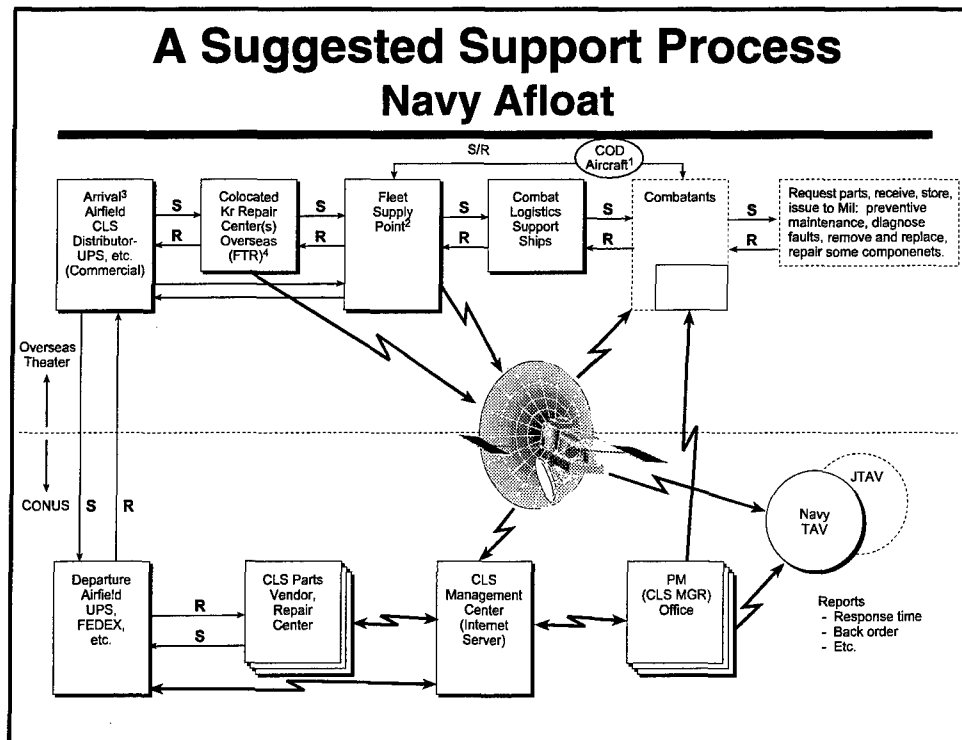 A Suggested Support Process
Navy Afloat
S/R
COD
Aircraft1
Arrival3
Airfield
CLS
Distributor-
UPS, etc.
(Commercial)
S
R
Colocated
Kr Repair
Center(s)
Overseas
(FTR)4
S
R
Fleet
Supply
Point2
S
R
Combat
Logistics
Support
Ships
S
R
Combatants
S
R
Request parts, receive, store,
issue to Mil: preventive
maintenance, diagnose
faults, remove and replace,
repair some componenets.
Overseas
Theater
CONUS
S
R
JTAV
Navy
TAV
Departure
Airfield
UPS,
FEDEX,
etc.
R
S
CLS Parts
Vendor,
Repair
Center
CLS
Management
Center
(Internet
Server)
PM
(CLS MGR)
Office
Reports
- Response time
- Back order
- Etc.